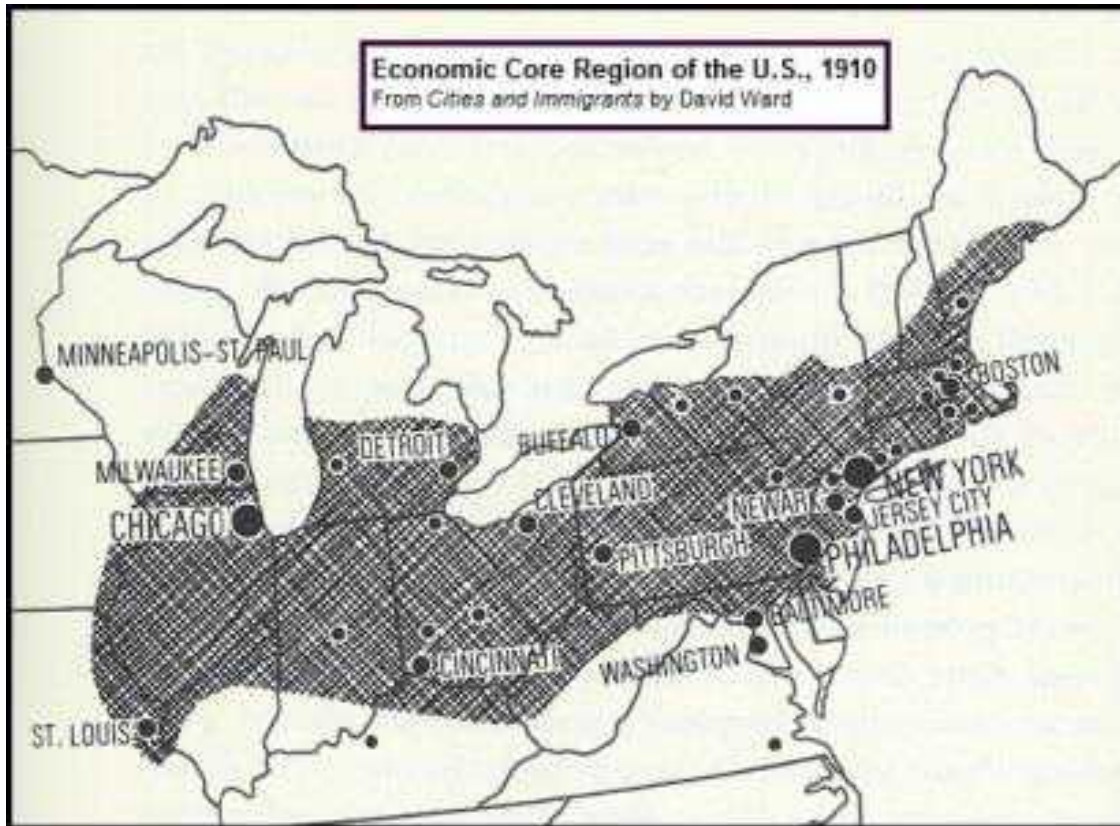 Economic Core Region of the U.S., 1910
From Cities and Immigrants by David Ward
MINNEAPOLIS-ST. PAUL
BOSTON
DETROIT
BUFFALO
MILWAUKEE
CLEVELAND
NEW YORK
NEWARK
CHICAGO
JERSEY CITY
PITTSBURGH
PHILADELPHIA
BALTIMORE
CINCINNATI
WASHINGTON
ST. LOUIS